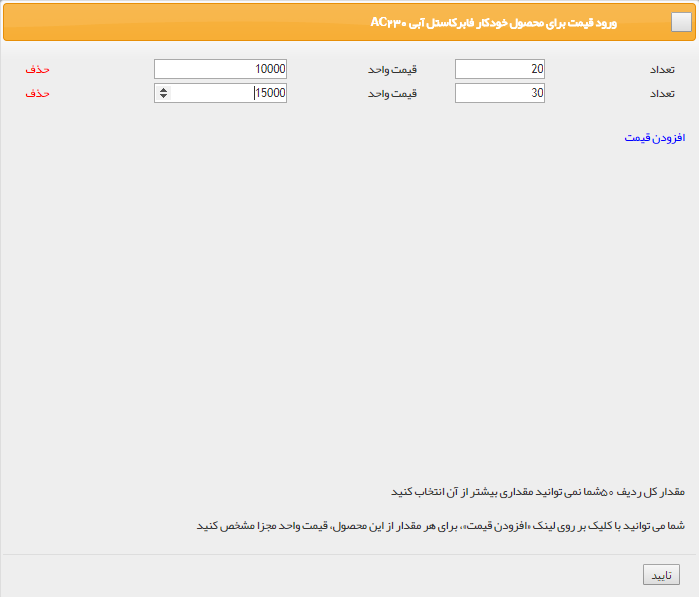 ورود قیمت برای محصول خودکار فابرکاستل آبی AC۲۳۰
تعداد 20 قیمت واحد 10000 حذف
تعداد 30 قیمت واحد 15000 حذف
افزودن قیمت
مقدار کل ردیف ۵۰شما نمی توانید مقداری بیشتر از آن انتخاب کنید
شما می توانید با کلیک بر روی لینک «افزودن قیمت»، برای هر مقدار از این محصول، قیمت واحد مجزا مشخص کنید
تایید